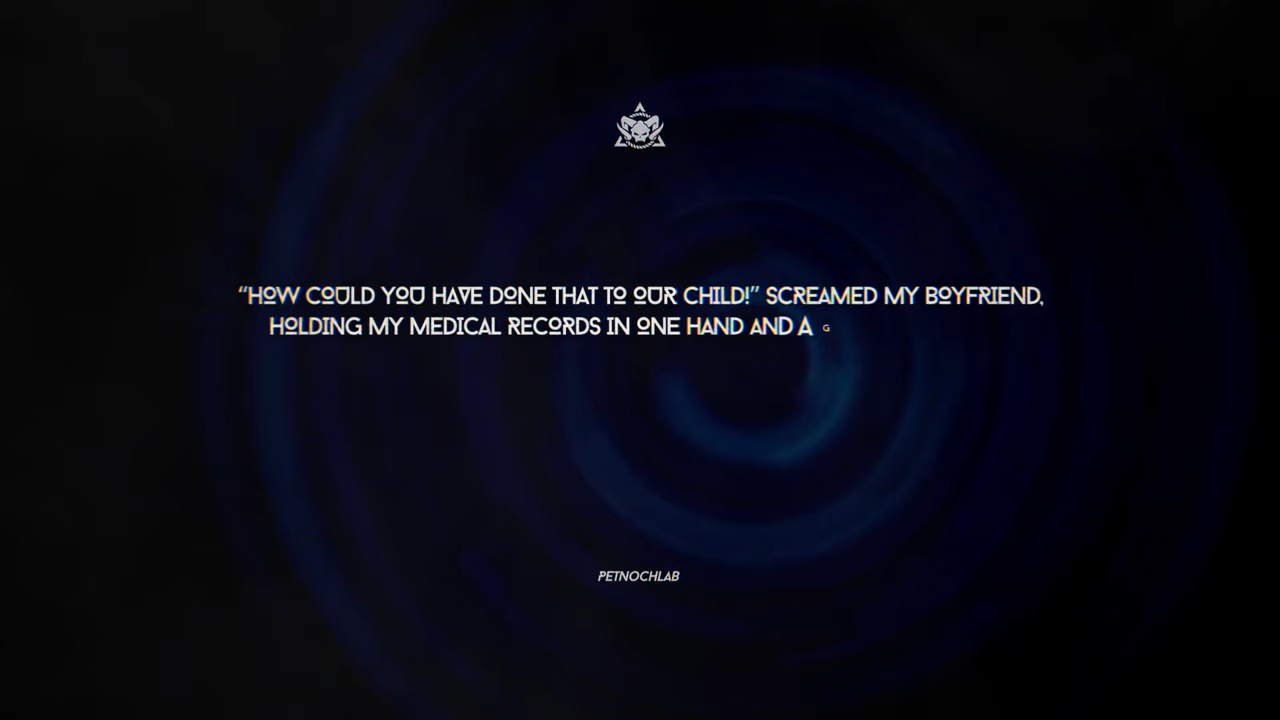 “HOW COULD YOU HAVE DONE THAT TO OUR CHILD!” SCREAMED MY BOYFRIEND,
HOLDING MY MEDICAL RECORDS IN ONE HAND AND A G
PETNOCHLAB